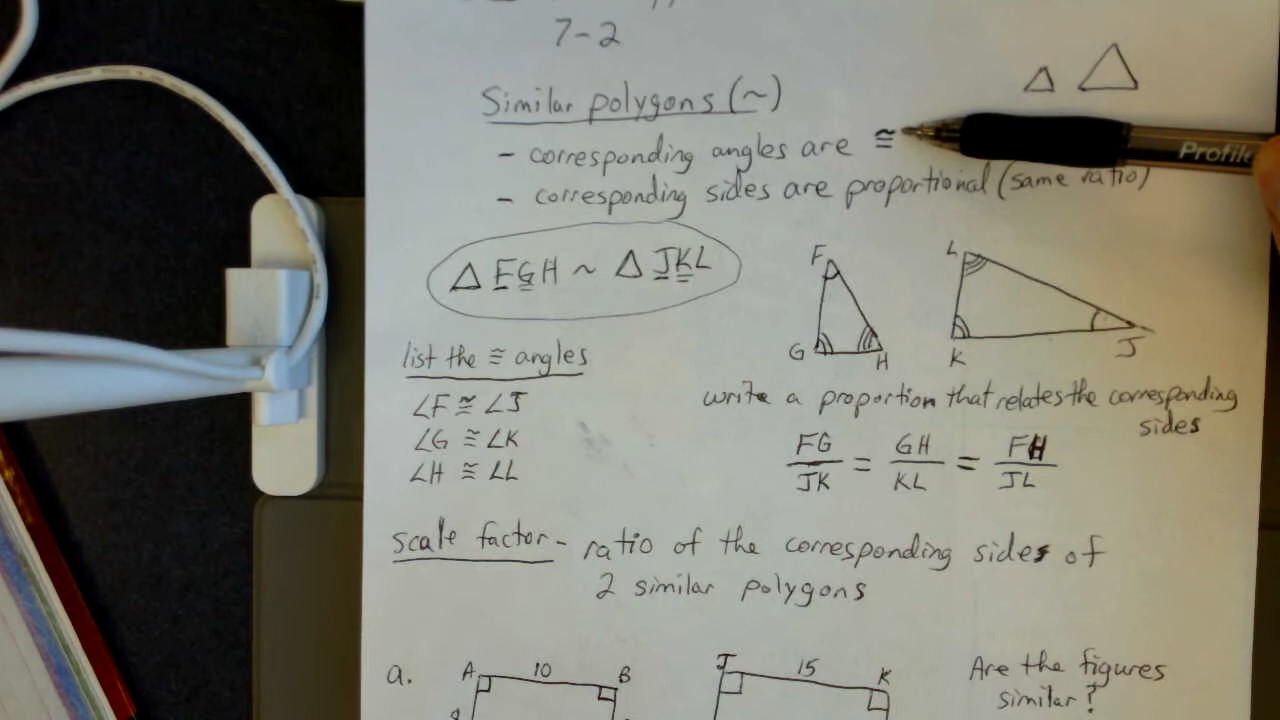 7-2
Similar polygons (~)
- corresponding angles are ≅
- corresponding sides are proportional (same ratio)
Profile
△ FGH ~ △ JKL
F
G
H
L
K
J
list the ≅ angles
∠F ≅ ∠J
∠G ≅ ∠K
∠H ≅ ∠L
write a proportion that relates the corresponding
sides
FG/JK = GH/KL = FH/JL
scale factor - ratio of the corresponding sides of
2 similar polygons
a.
A 10 B
J 15 K
Are the figures
similar?